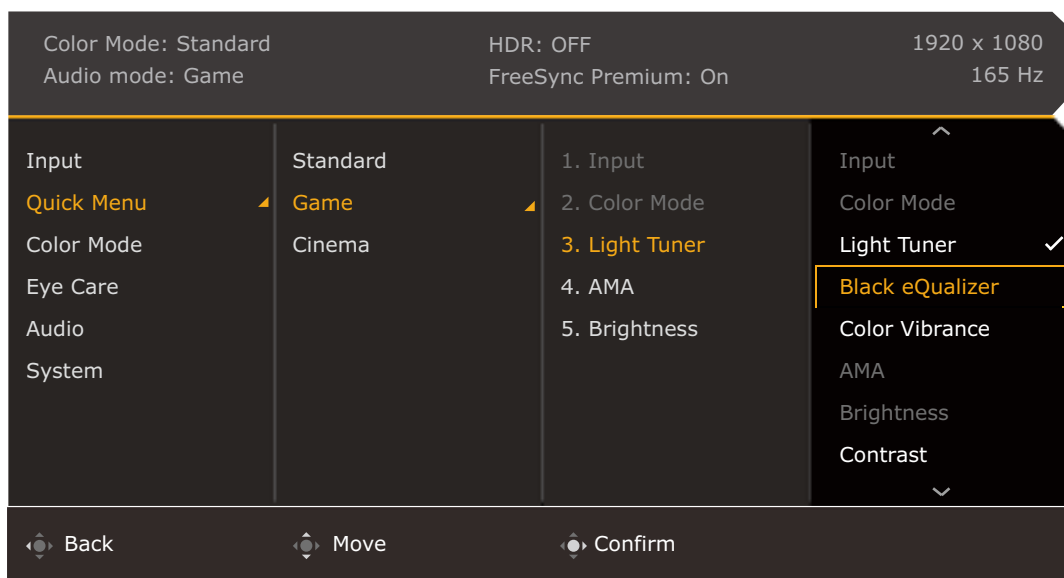 Color Mode: Standard
HDR: OFF
1920 x 1080
Audio mode: Game
FreeSync Premium: On
165 Hz
Input
Quick Menu
Color Mode
Eye Care
Audio
System
Standard
Game
Cinema
1. Input
2. Color Mode
3. Light Tuner
4. AMA
5. Brightness
Input
Color Mode
Light Tuner
Black eQualizer
Color Vibrance
AMA
Brightness
Contrast
Back
Move
Confirm